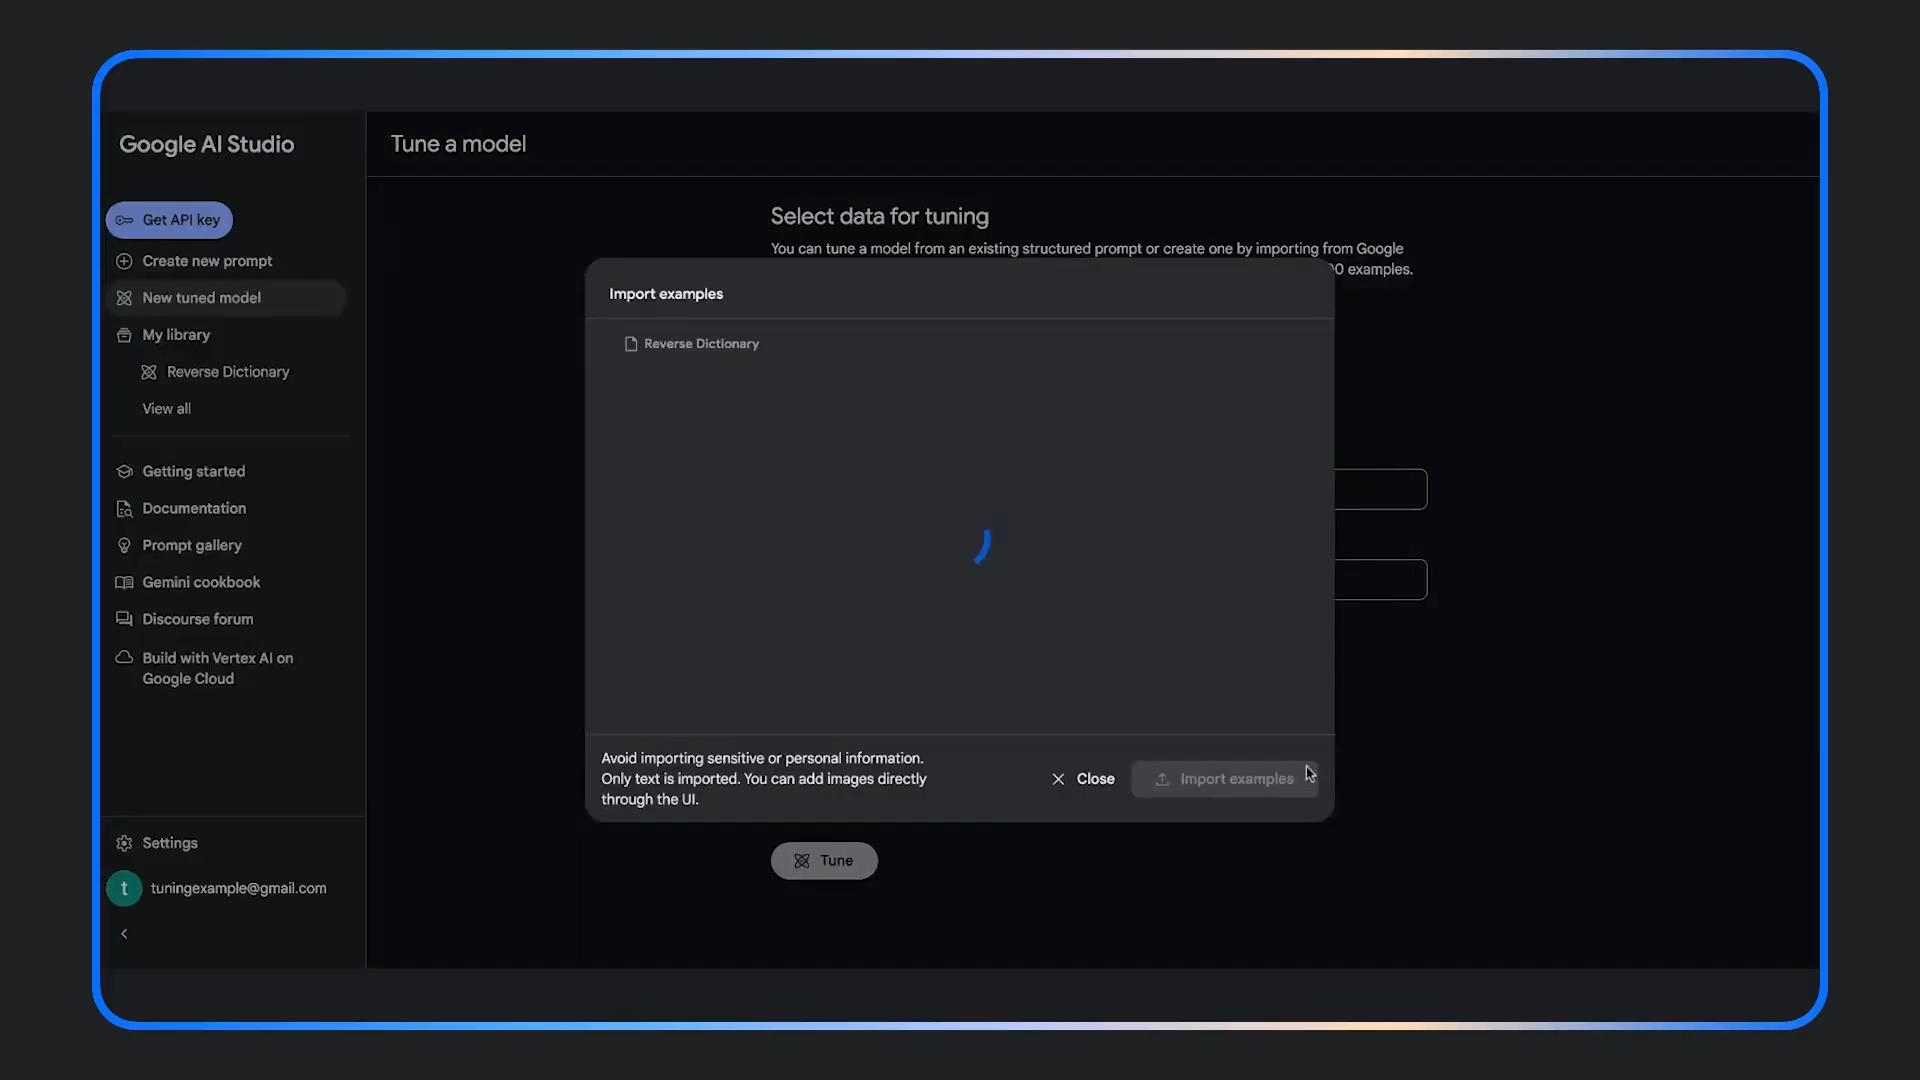 Google AI Studio
Tune a model
Get API key
Create new prompt
New tuned model
My library
Reverse Dictionary
View all
Getting started
Documentation
Prompt gallery
Gemini cookbook
Discourse forum
Build with Vertex AI on
Google Cloud
Settings
t
tuningexample@gmail.com
Select data for tuning
You can tune a model from an existing structured prompt or create one by importing from Google
examples.
Import examples
Reverse Dictionary
Avoid importing sensitive or personal information.
Only text is imported. You can add images directly
through the UI.
Close
Import examples
Tune